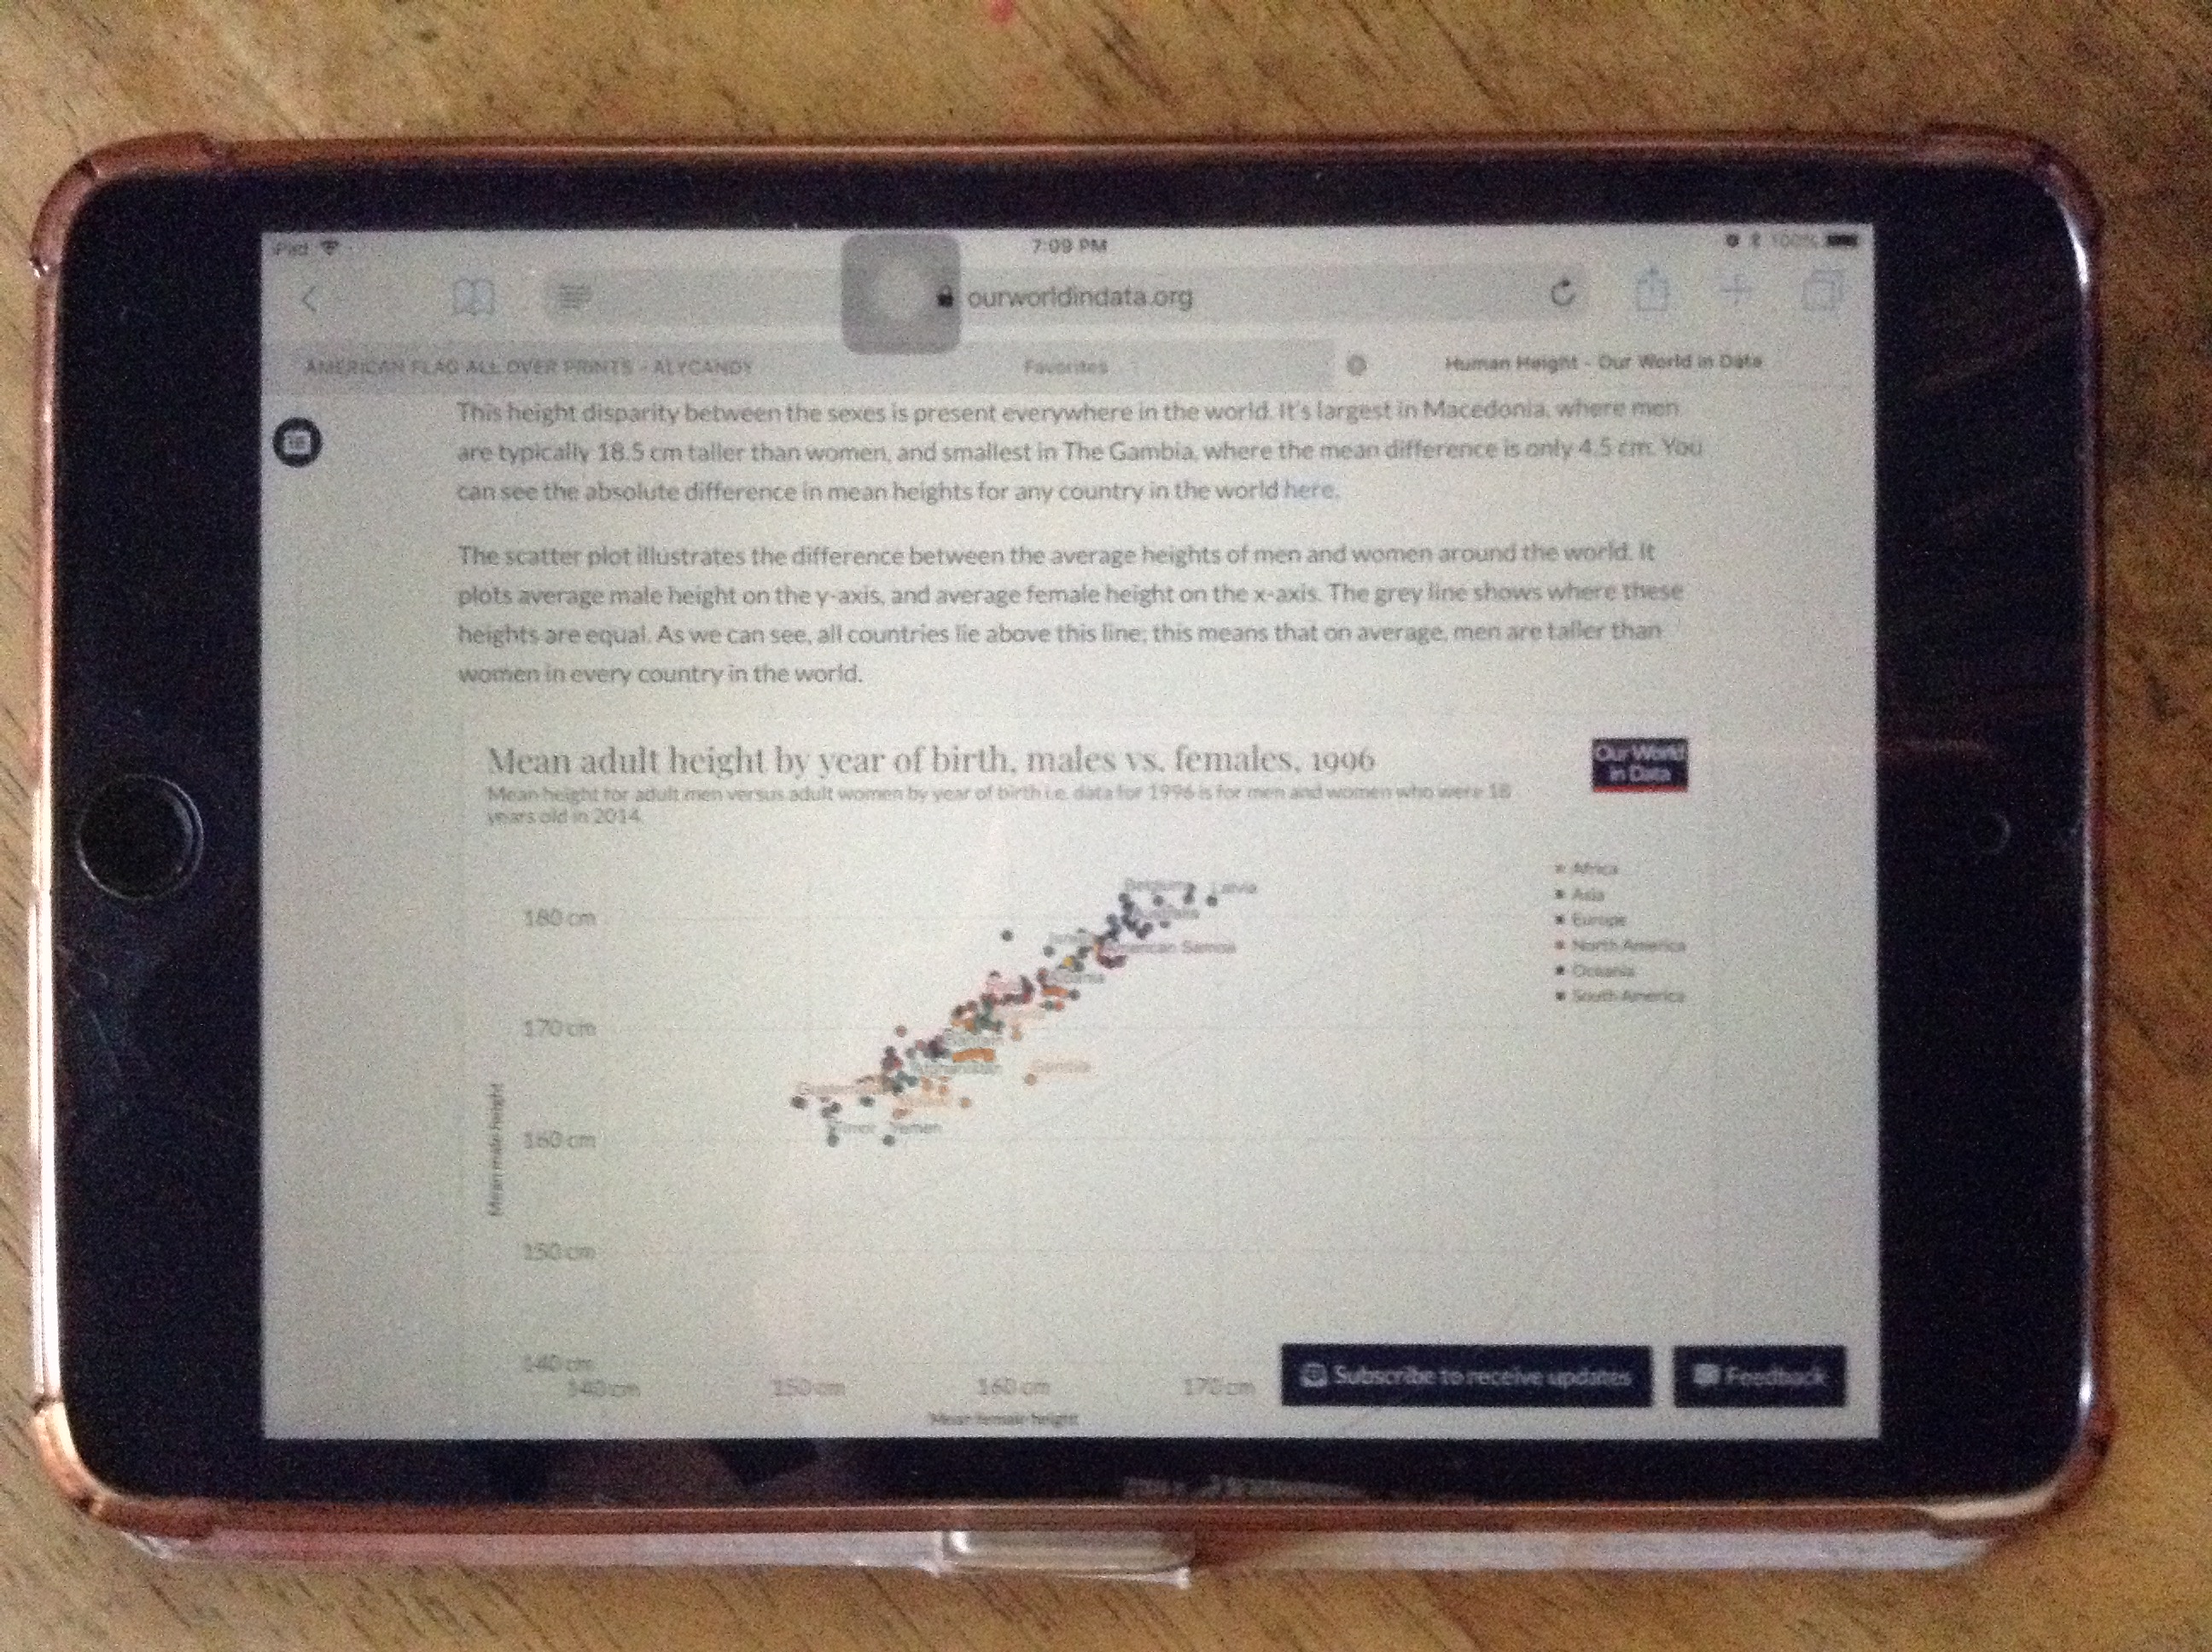 iPad
7:09 PM
100%
ourworldindata.org
AMERICAN FLAG ALL OVER PRINTS - ALYCANDY
Favorites
Human Height - Our World in Data
This height disparity between the sexes is present everywhere in the world. It's largest in Macedonia, where men
are typically 18.5 cm taller than women, and smallest in The Gambia, where the mean difference is only 4.5 cm. You
can see the absolute difference in mean heights for any country in the world here.
The scatter plot illustrates the difference between the average heights of men and women around the world. It
plots average male height on the y-axis, and average female height on the x-axis. The grey line shows where these
heights are equal. As we can see, all countries lie above this line; this means that on average, men are taller than
women in every country in the world.
Mean adult height by year of birth, males vs. females, 1996
Our World
in Data
Mean height for adult men versus adult women by year of birth i.e. data for 1996 is for men and women who were 18
years old in 2014.
Africa
Asia
Europe
North America
Oceania
South America
Belgium
Latvia
180 cm
American Samoa
170 cm
Gambia
Afghanistan
Timor
Yemen
160 cm
Mean male height
150 cm
140 cm
140 cm
150 cm
160 cm
170 cm
Mean female height
Subscribe to receive updates
Feedback